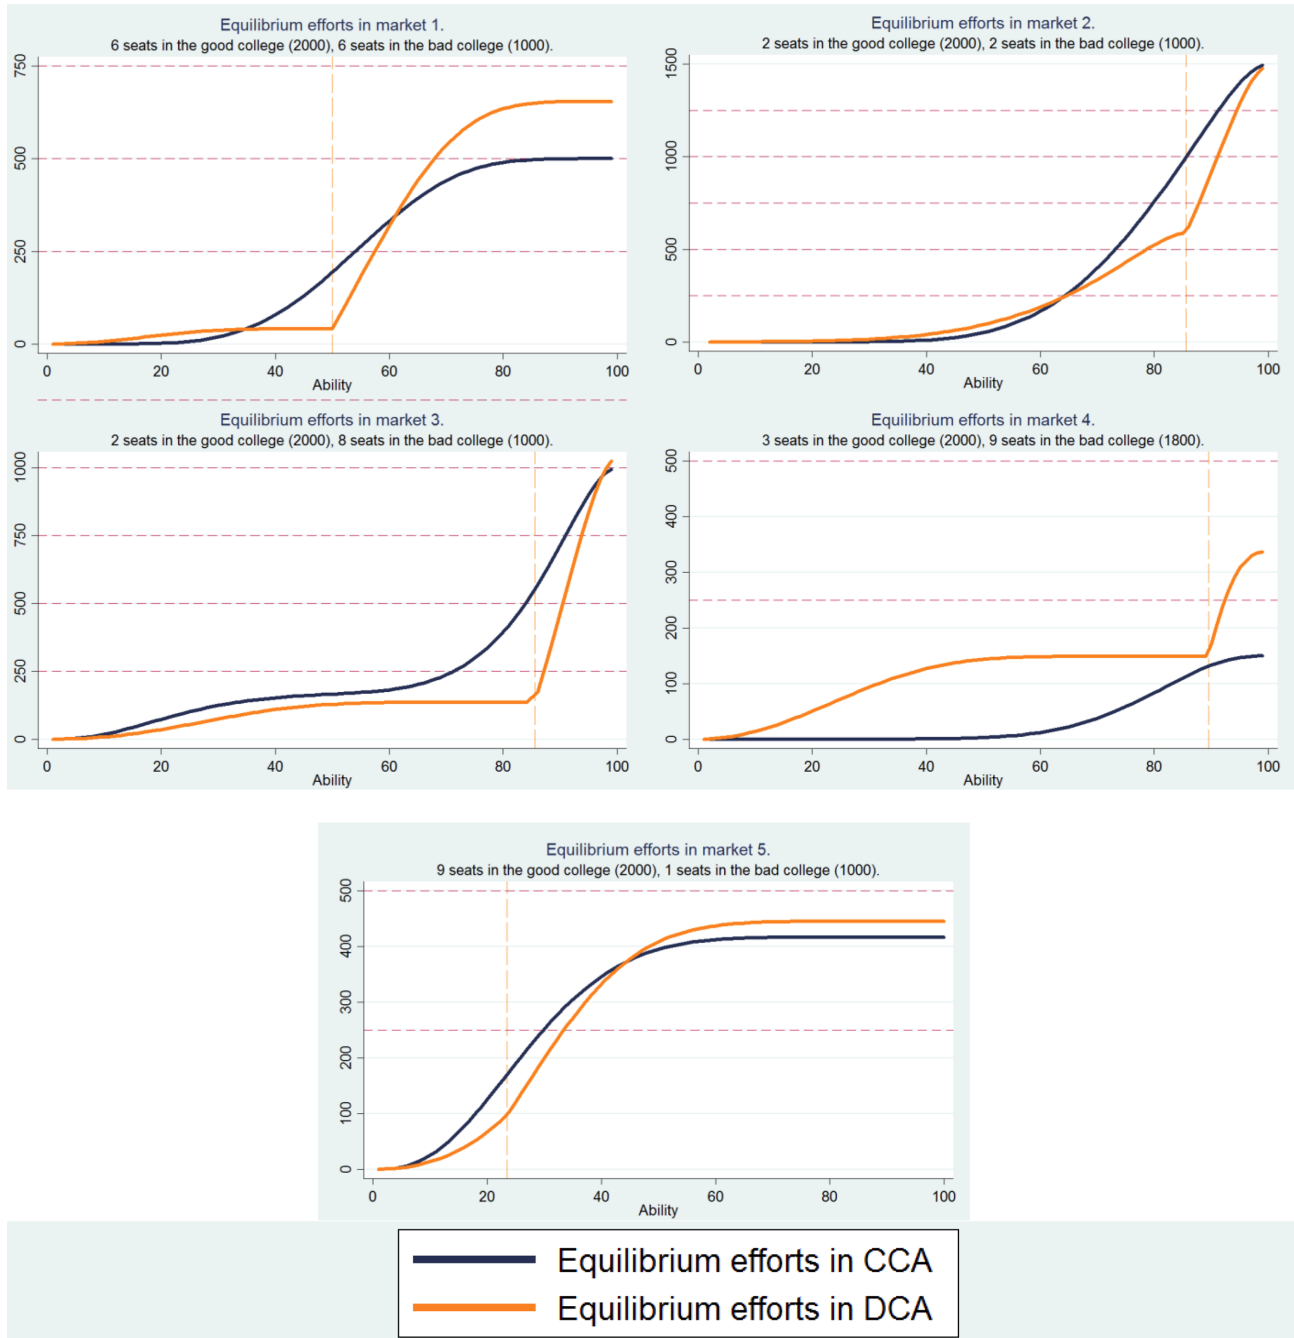 Equilibrium efforts in market 1.
6 seats in the good college (2000), 6 seats in the bad college (1000).
750
500
250
0
0 20 40 60 80 100
Ability
Equilibrium efforts in market 2.
2 seats in the good college (2000), 2 seats in the bad college (1000).
1500
1000
500
0
0 20 40 60 80 100
Ability
Equilibrium efforts in market 3.
2 seats in the good college (2000), 8 seats in the bad college (1000).
1000
750
500
250
0
0 20 40 60 80 100
Ability
Equilibrium efforts in market 4.
3 seats in the good college (2000), 9 seats in the bad college (1800).
500
400
300
200
100
0
0 20 40 60 80 100
Ability
Equilibrium efforts in market 5.
9 seats in the good college (2000), 1 seats in the bad college (1000).
500
400
300
200
100
0
0 20 40 60 80 100
Ability
Equilibrium efforts in CCA
Equilibrium efforts in DCA